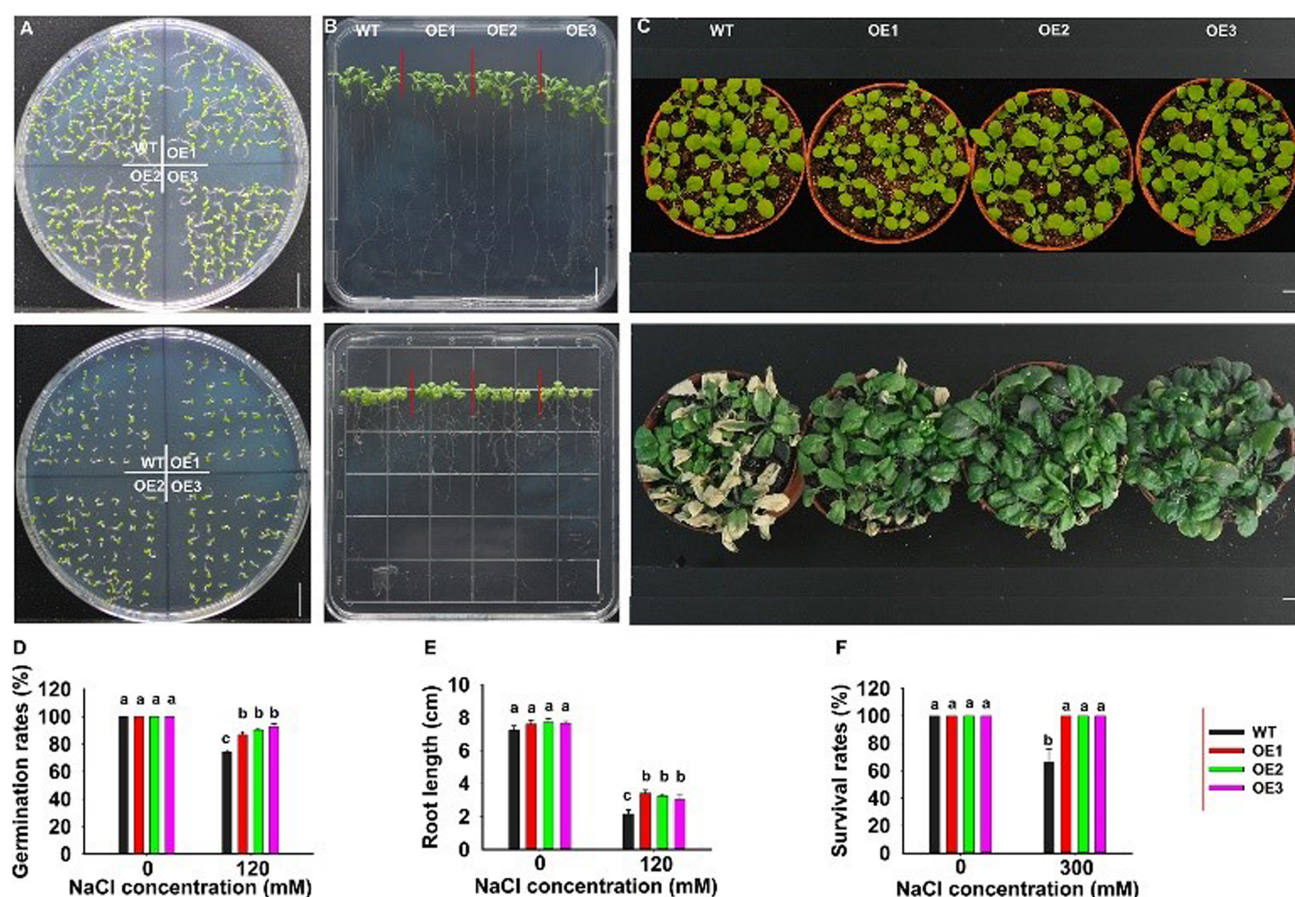 A
B
WT OE1 OE2 OE3
C
WT OE1 OE2 OE3
WT OE1
OE2 OE3
WT OE1
OE2 OE3
D
Germination rates (%)
120
100
80
60
40
20
0
a a a a
c b b b
0 120
NaCl concentration (mM)
E
Root length (cm)
10
8
6
4
2
0
a a a a
c b b b
0 120
NaCl concentration (mM)
F
Survival rates (%)
120
100
80
60
40
20
0
a a a a
b a a a
0 300
NaCl concentration (mM)
WT
OE1
OE2
OE3